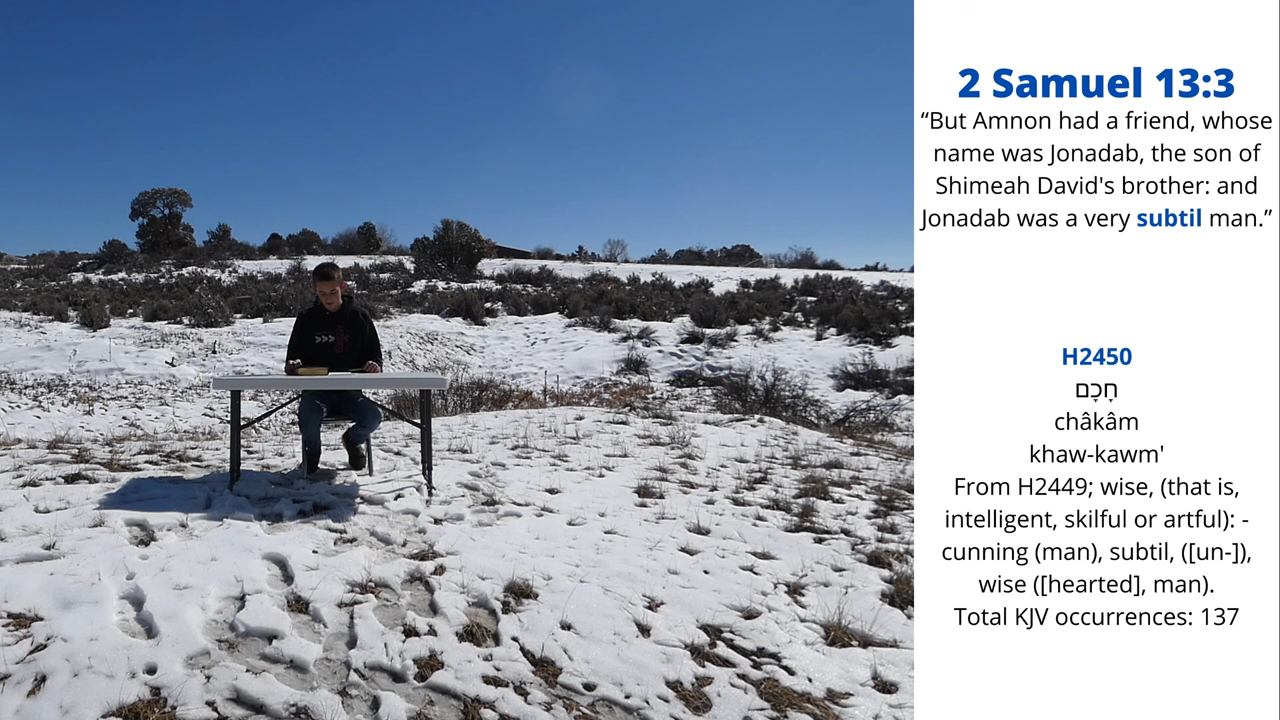 2 Samuel 13:3
“But Amnon had a friend, whose
name was Jonadab, the son of
Shimeah David's brother: and
Jonadab was a very subtil man.”
H2450
חָכָם
châkâm
khaw-kawm'
From H2449; wise, (that is,
intelligent, skilful or artful): -
cunning (man), subtil, ([un-]),
wise ([hearted], man).
Total KJV occurrences: 137